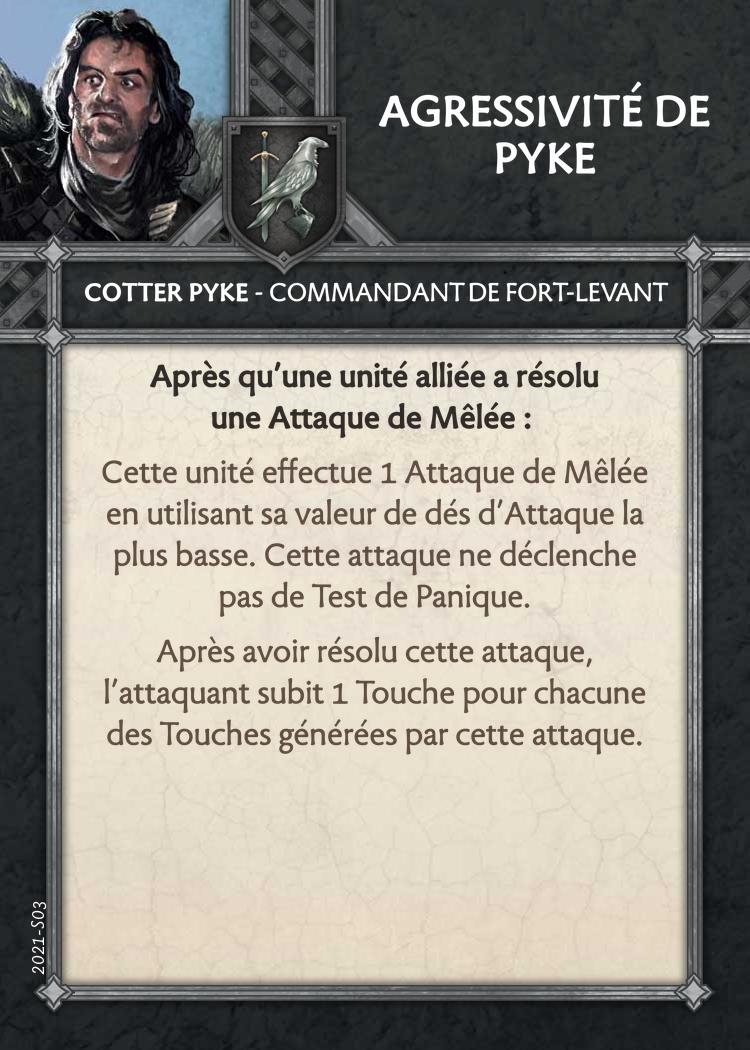 AGRESSIVITÉ DE
PYKE
COTTER PYKE - COMMANDANT DE FORT-LEVANT
Après qu'une unité alliée a résolu
une Attaque de Mêlée :
Cette unité effectue 1 Attaque de Mêlée
en utilisant sa valeur de dés d'Attaque la
plus basse. Cette attaque ne déclenche
pas de Test de Panique.
Après avoir résolu cette attaque,
l'attaquant subit 1 Touche pour chacune
des Touches générées par cette attaque.
2021-S03